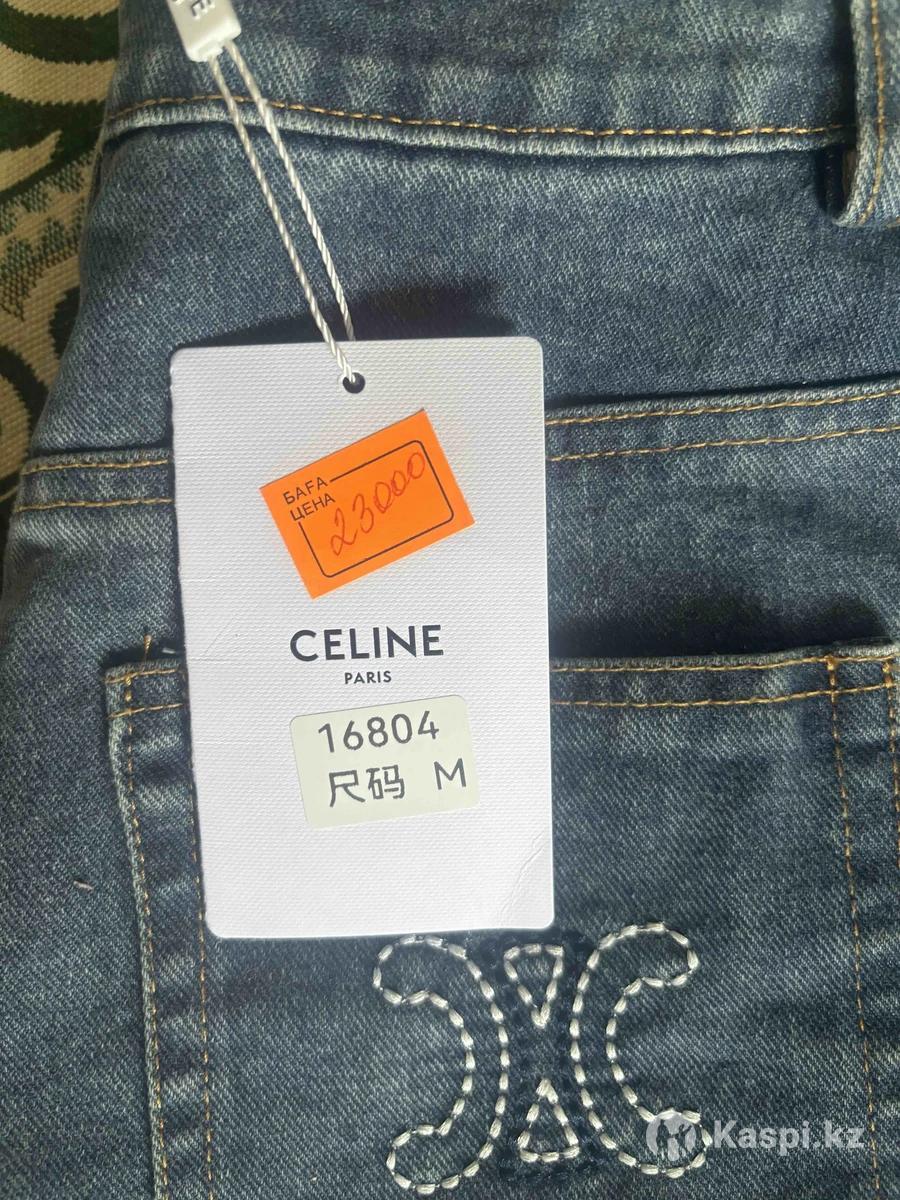 БАҒА
ЦЕНА
23000
CELINE
PARIS
16804
尺码 M
Kaspi.kz